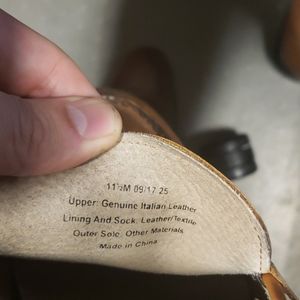 11½M 09/17 25
Upper: Genuine Italian Leather
Lining And Sock: Leather/Textile
Outer Sole: Other Materials
Made in China